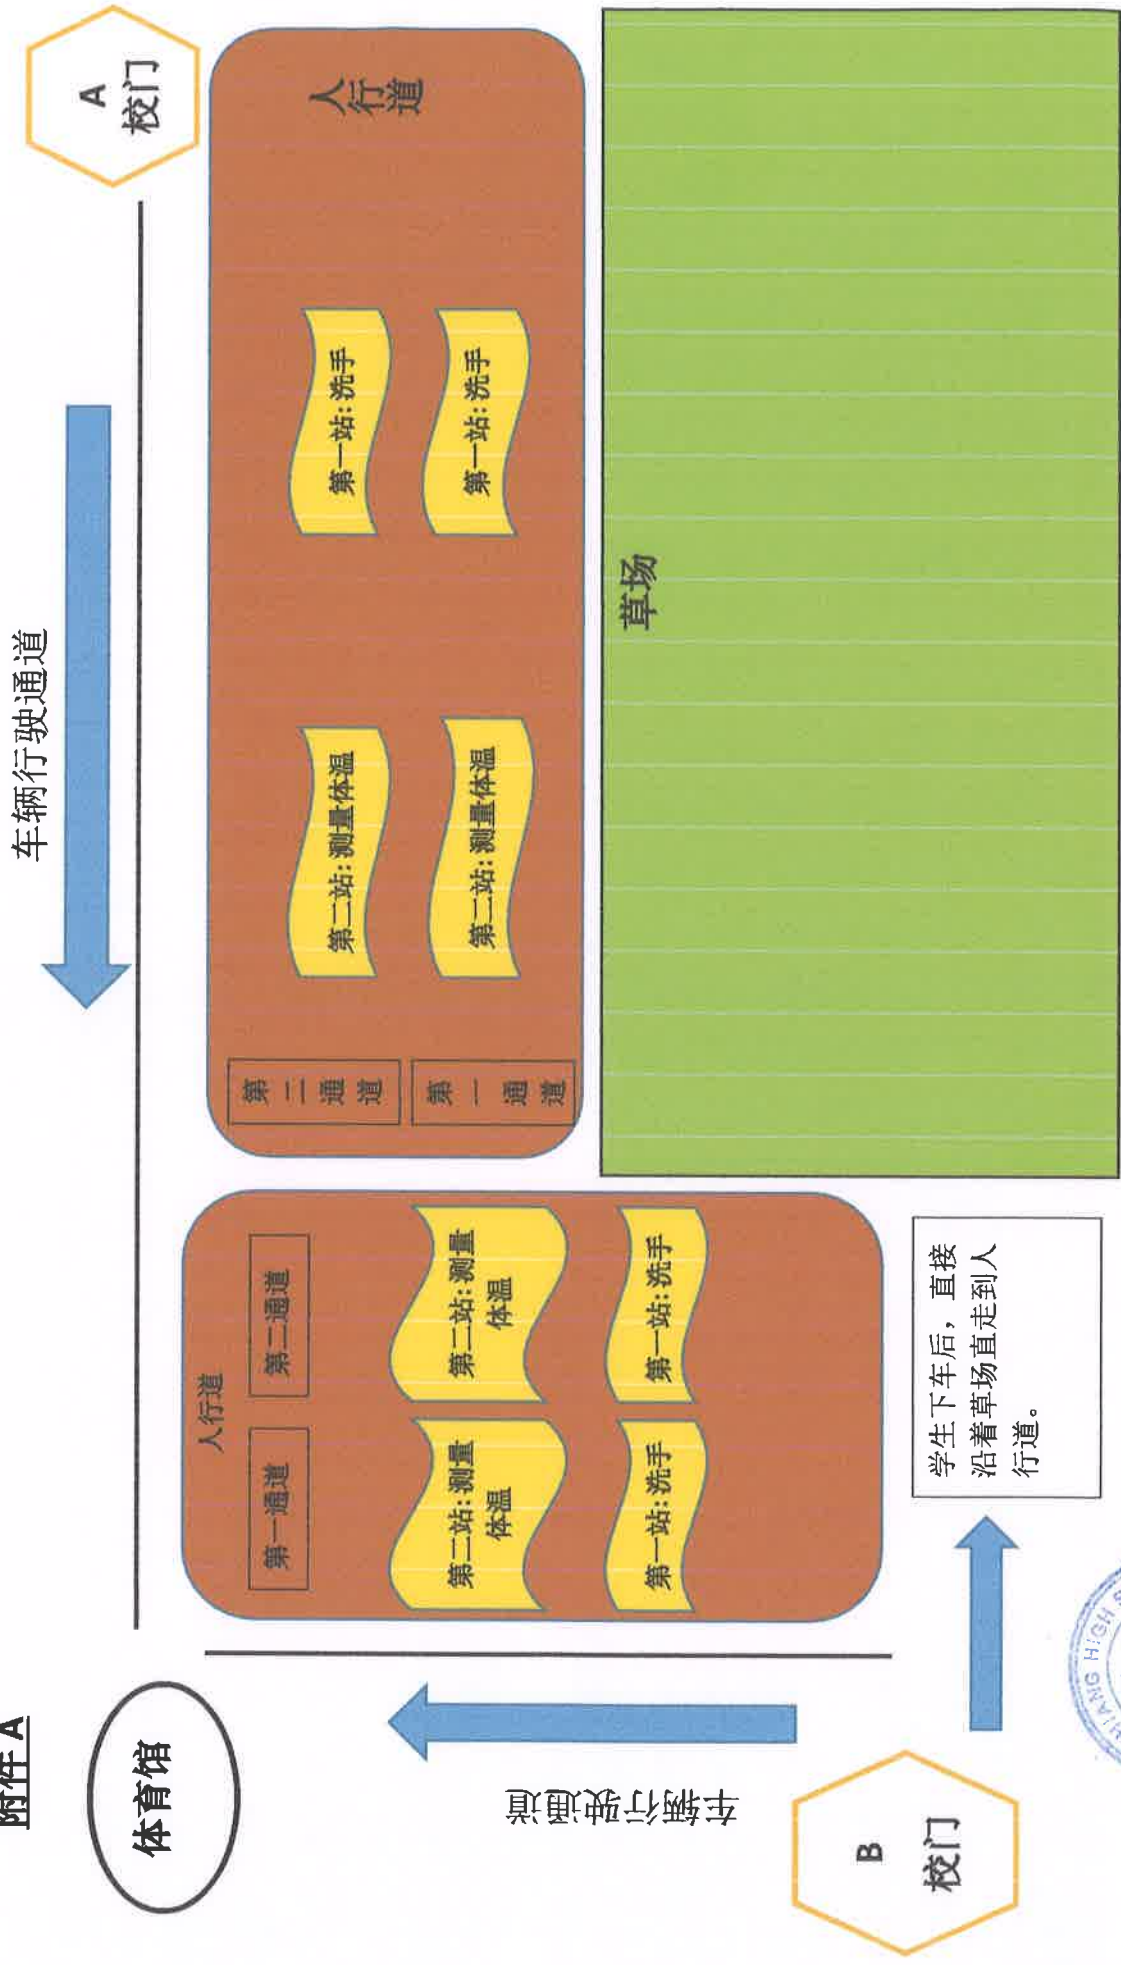 附件 A
体育馆
车辆行驶通道
A
校门
人行道
第一通道
第二通道
第二站：测量
体温
第二站：测量
体温
第一站：洗手
第一站：洗手
第二通道
第一通道
第二站：测量体温
第一站：洗手
第二站：测量体温
第一站：洗手
人行道
草场
车辆行驶通道
B
校门
学生下车后，直接
沿着草场直走到人
行道。
HIANG HIGH S